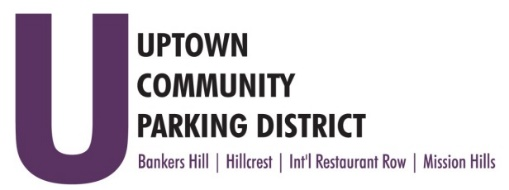 U
UPTOWN
COMMUNITY
PARKING DISTRICT
Bankers Hill | Hillcrest | Int'l Restaurant Row | Mission Hills